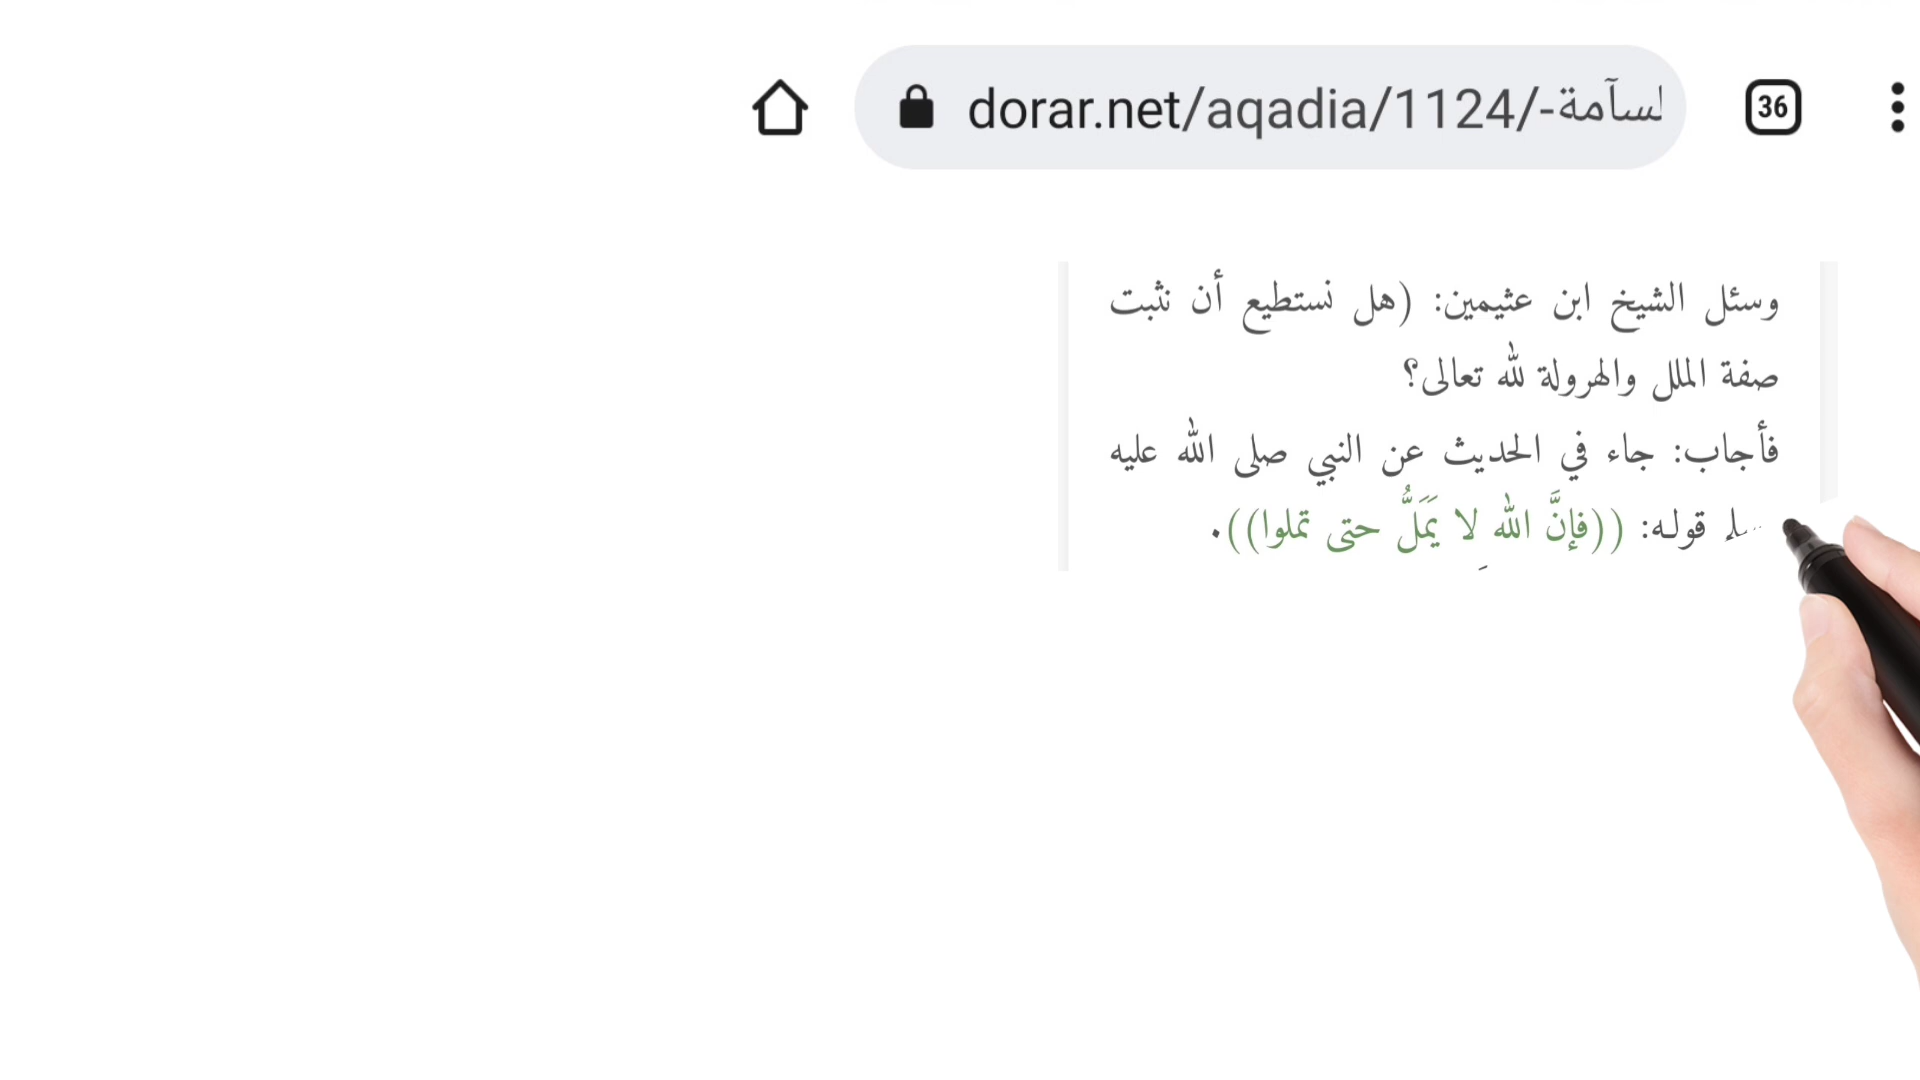 dorar.net/aqadia/1124/-لسآمة
36
وسئل الشيخ ابن عثيمين: (هل نستطيع أن نثبت
صفة الملل والهرولة لله تعالى؟
فأجاب: جاء في الحديث عن النبي صلى الله عليه
قوله: ((فإنَّ الله لا يَمَلُّ حتى تملوا)).